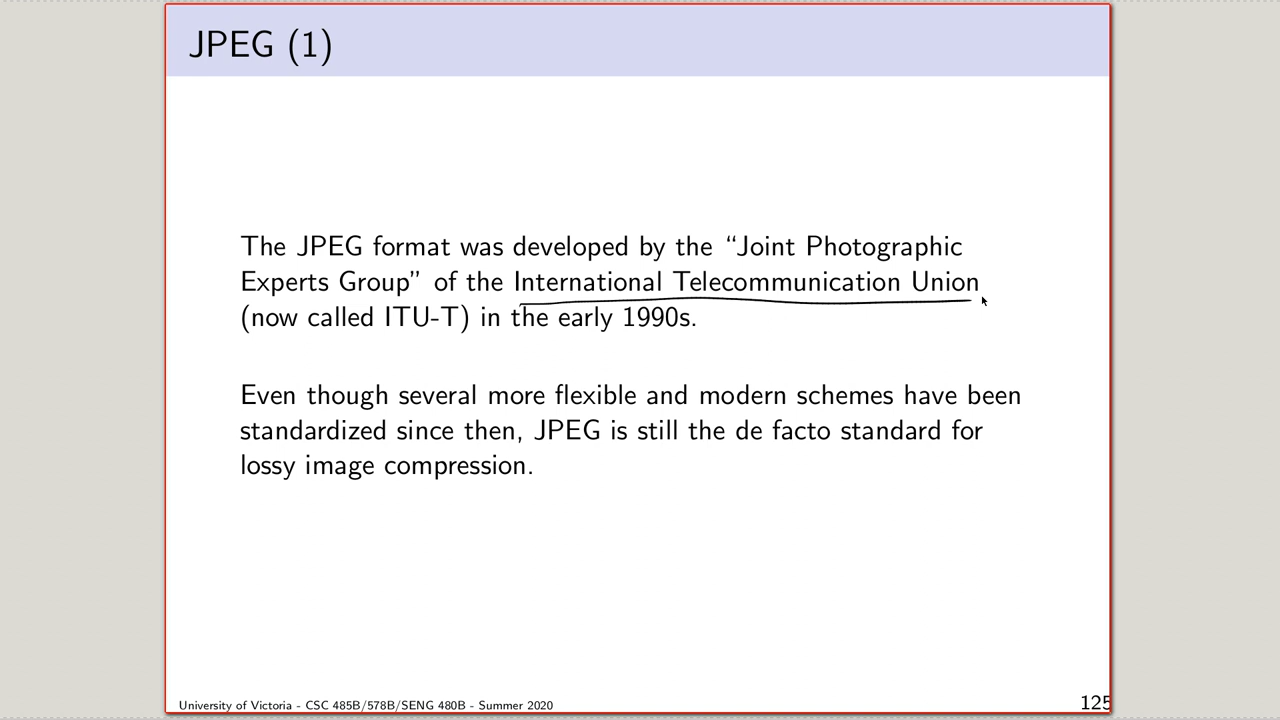 JPEG (1)
The JPEG format was developed by the “Joint Photographic
Experts Group” of the International Telecommunication Union
(now called ITU-T) in the early 1990s.
Even though several more flexible and modern schemes have been
standardized since then, JPEG is still the de facto standard for
lossy image compression.
University of Victoria - CSC 485B/578B/SENG 480B - Summer 2020
125